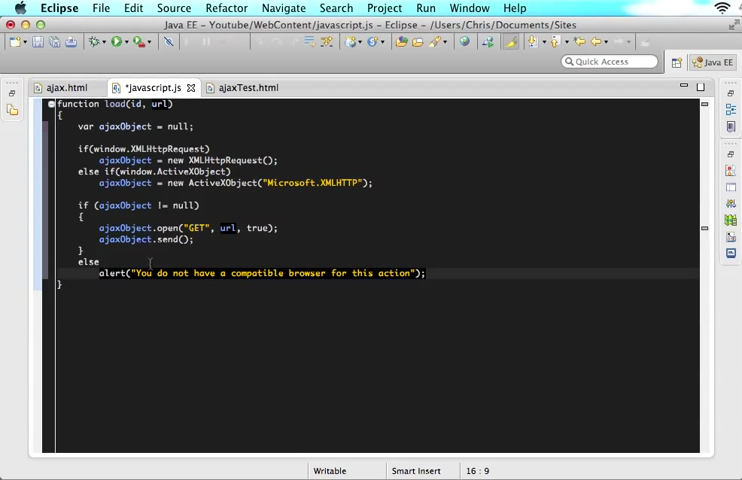 Eclipse File Edit Source Refactor Navigate Search Project Run Window Help
Java EE - Youtube/WebContent/javascript.js - Eclipse - /Users/Chris/Documents/Sites
Quick Access
Java EE
ajax.html *javascript.js ajaxTest.html
function load(id, url)
{
var ajaxObject = null;
if(window.XMLHttpRequest)
ajaxObject = new XMLHttpRequest();
else if(window.ActiveXObject)
ajaxObject = new ActiveXObject("Microsoft.XMLHTTP");
if (ajaxObject != null)
{
ajaxObject.open("GET", url, true);
ajaxObject.send();
}
else
alert("You do not have a compatible browser for this action");
}
Writable Smart Insert 16 : 9